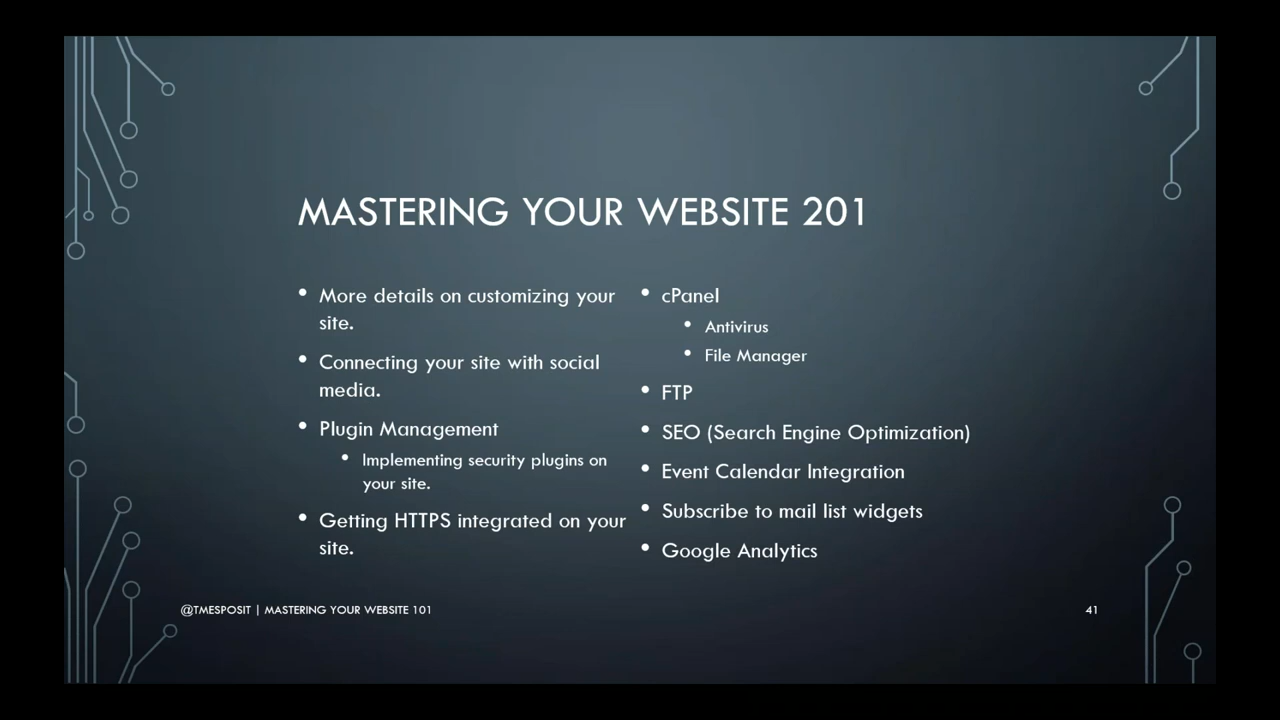 MASTERING YOUR WEBSITE 201
• More details on customizing your
site.
• Connecting your site with social
media.
• Plugin Management
• Implementing security plugins on
your site.
• Getting HTTPS integrated on your
site.
• cPanel
• Antivirus
• File Manager
• FTP
• SEO (Search Engine Optimization)
• Event Calendar Integration
• Subscribe to mail list widgets
• Google Analytics
@TMESPOSIT | MASTERING YOUR WEBSITE 101
41